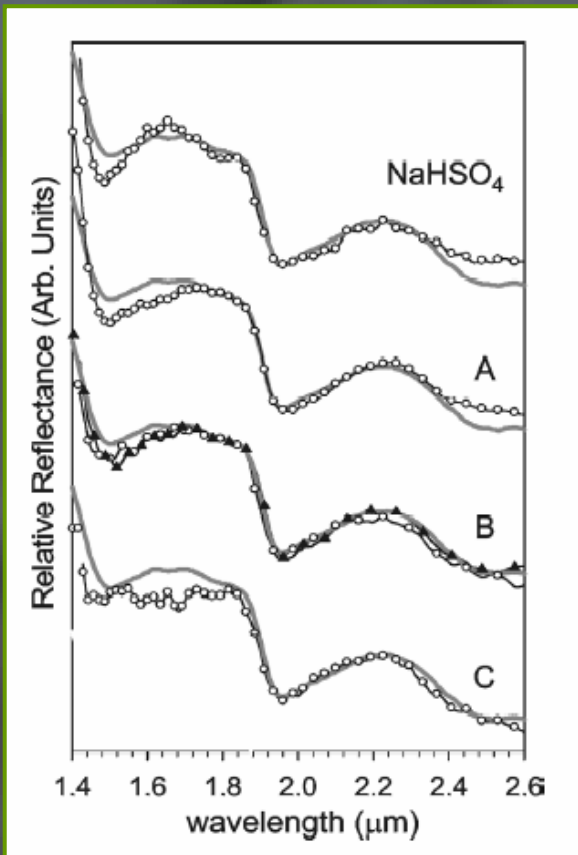 NaHSO4
A
B
C
Relative Reflectance (Arb. Units)
1.4 1.6 1.8 2.0 2.2 2.4 2.6
wavelength (μm)